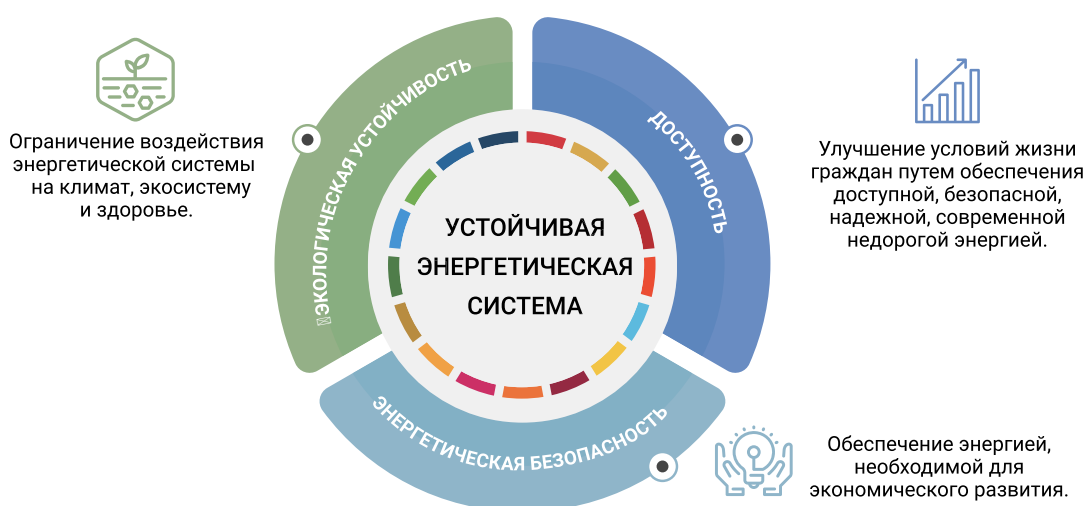 ЭКОЛОГИЧЕСКАЯ УСТОЙЧИВОСТЬ
Ограничение воздействия
энергетической системы
на климат, экосистему
и здоровье.
ДОСТУПНОСТЬ
Улучшение условий жизни
граждан путем обеспечения
доступной, безопасной,
надежной, современной
недорогой энергией.
УСТОЙЧИВАЯ
ЭНЕРГЕТИЧЕСКАЯ
СИСТЕМА
ЭНЕРГЕТИЧЕСКАЯ БЕЗОПАСНОСТЬ
Обеспечение энергией,
необходимой для
экономического развития.